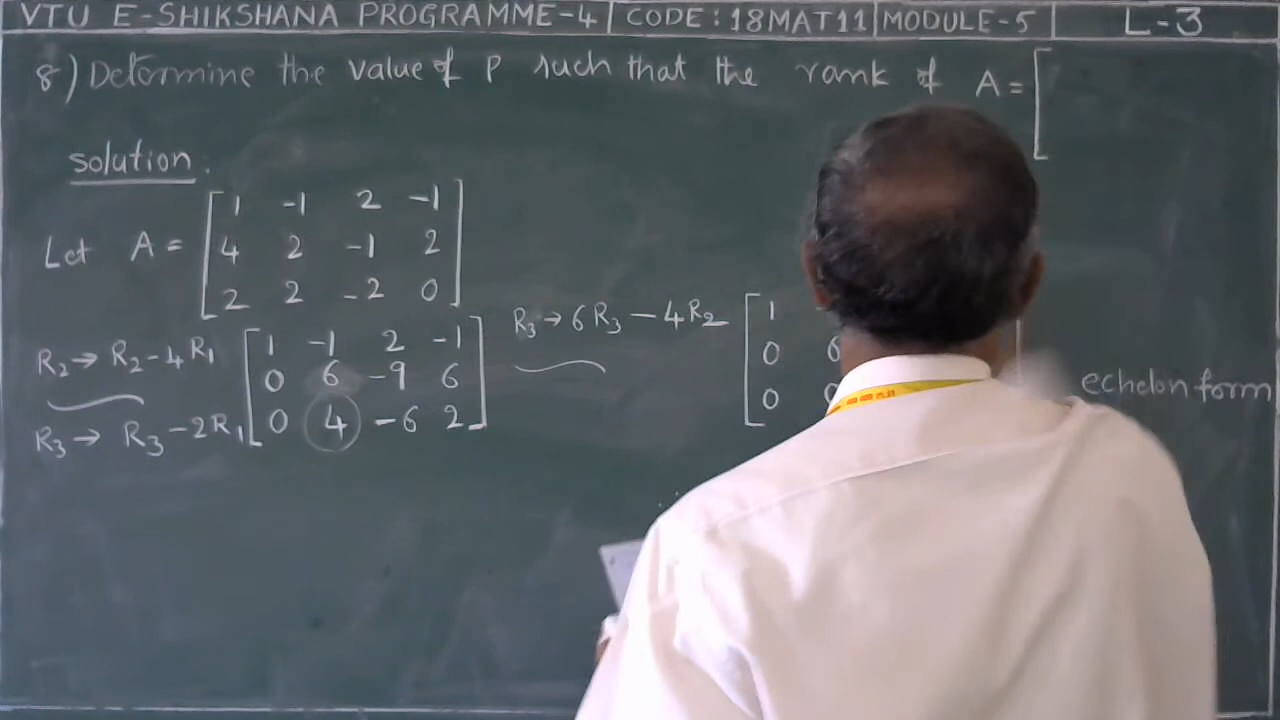 VTU E-SHIKSHANA PROGRAMME-4 | CODE: 18MAT11 | MODULE-5 | L-3
8) Determine the value of P such that the rank of A = [
solution.
Let A = [
1 -1 2 -1
4 2 -1 2
2 2 -2 0
]
R2 → R2 - 4R1
R3 → R3 - 2R1
[
1 -1 2 -1
0 6 -9 6
0 4 -6 2
]
R3 → 6R3 - 4R2
[
1
0 6
0 0
echelon form